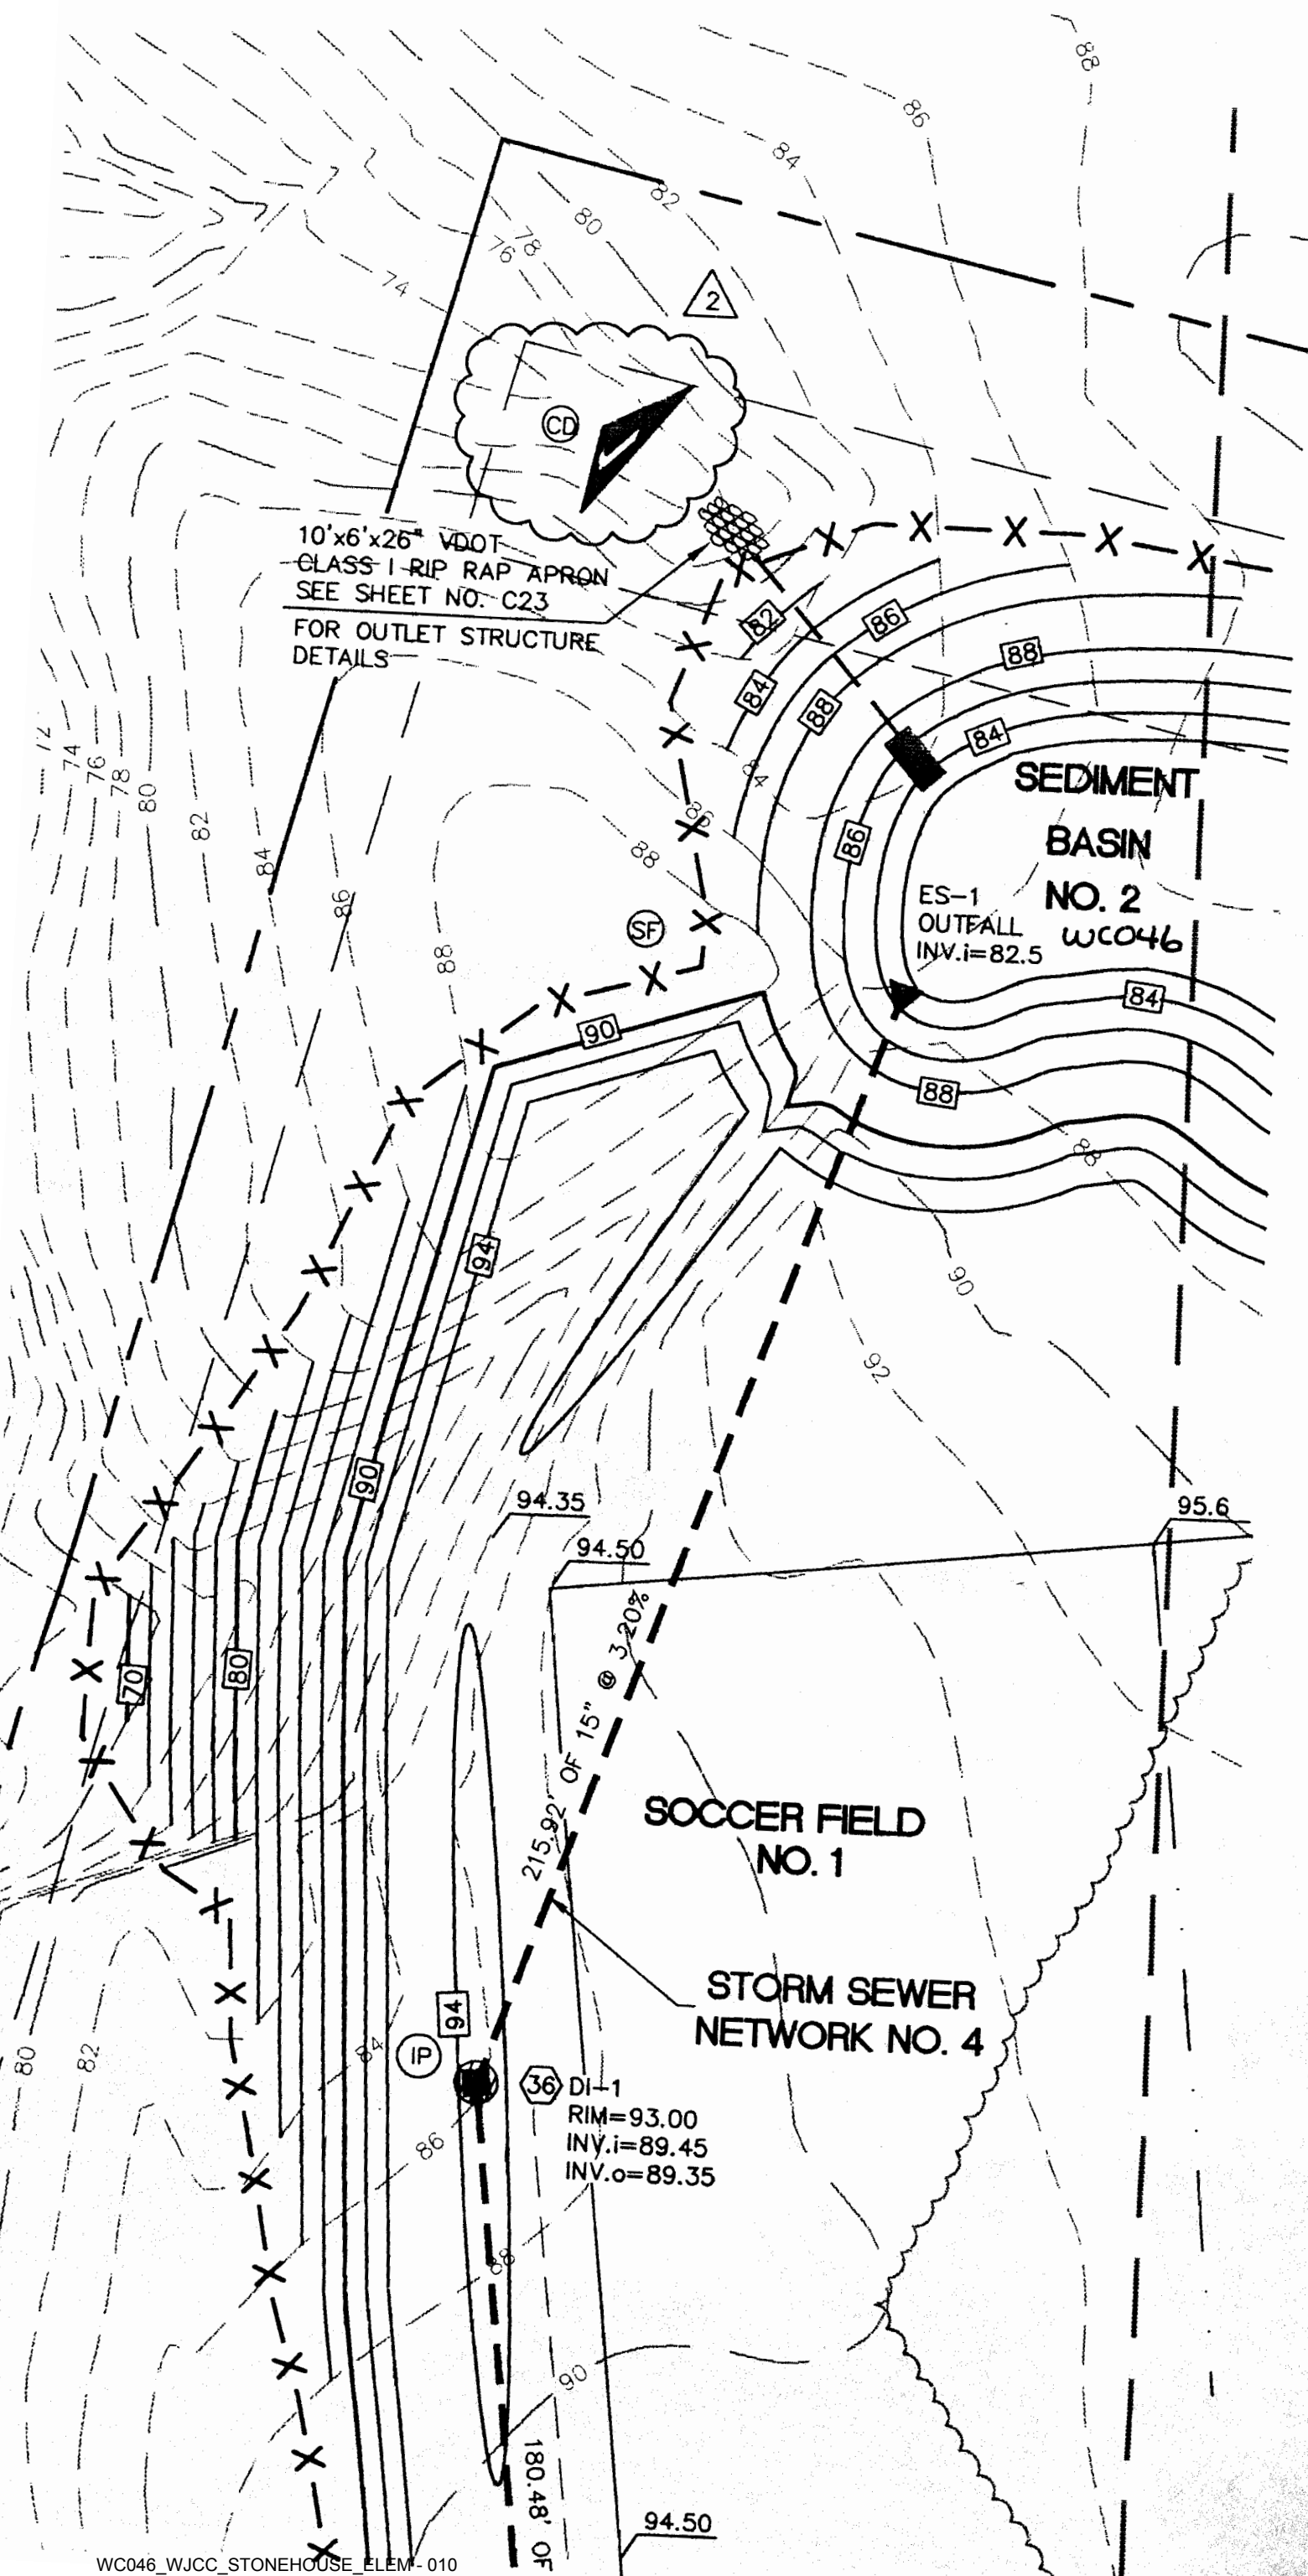 88
86
84
82
80
78
76
74
2
CD
10'x6'x26" VDOT
CLASS I RIP RAP APRON
SEE SHEET NO. C23
FOR OUTLET STRUCTURE
DETAILS
82
86
88
84
88
84
SEDIMENT
BASIN
NO. 2
WC046
72
74
76
78
80
82
84
86
88
84
86
88
86
ES-1
OUTFALL
INV.i=82.5
SF
84
90
88
88
94
90
92
90
94.35
94.50
95.6
70
80
215.92' OF 15" @ 3.20%
SOCCER FIELD
NO. 1
STORM SEWER
NETWORK NO. 4
94
IP
84
80
82
36
DI-1
RIM=93.00
INV.i=89.45
INV.o=89.35
86
88
90
180.48' OF
94.50
WC046_WJCC_STONEHOUSE_ELEM - 010